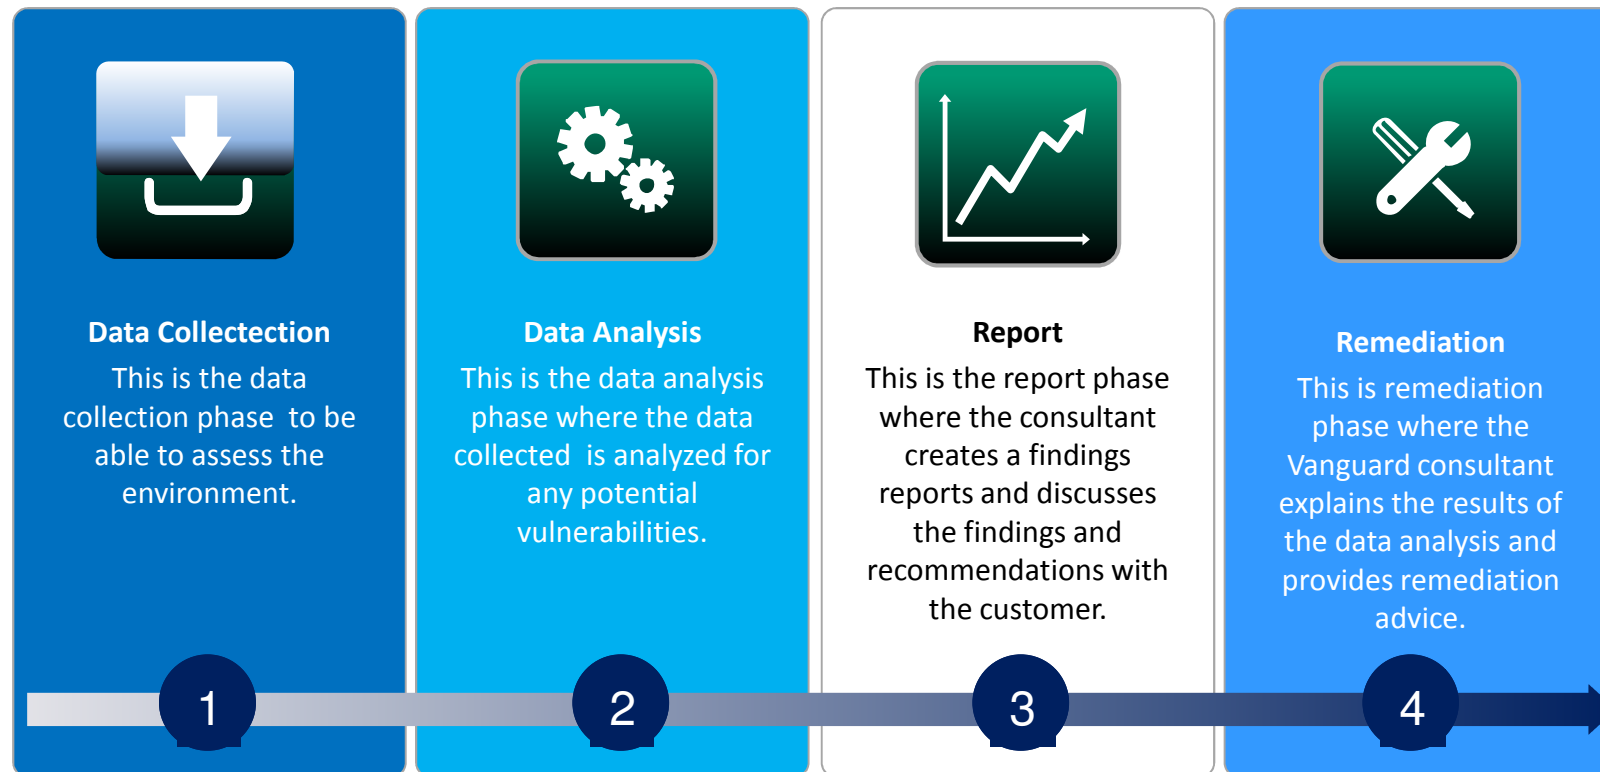 Data Collectection
This is the data
collection phase  to be
able to assess the
environment.
1
Data Analysis
This is the data analysis
phase where the data
collected  is analyzed for
any potential
vulnerabilities.
2
Report
This is the report phase
where the consultant
creates a findings
reports and discusses
the findings and
recommendations with
the customer.
3
Remediation
This is remediation
phase where the
Vanguard consultant
explains the results of
the data analysis and
provides remediation
advice.
4